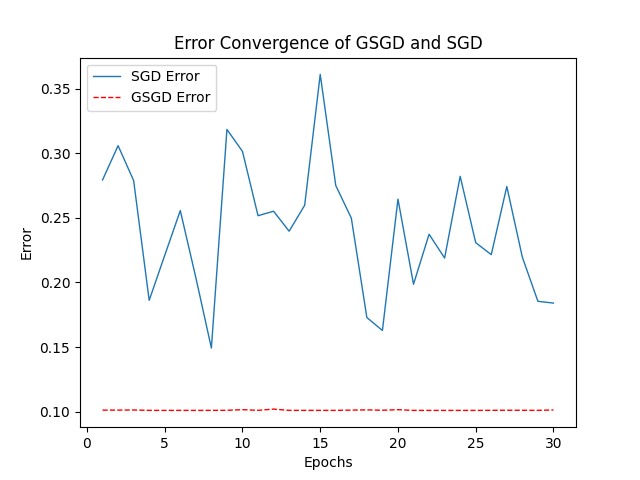 Error Convergence of GSGD and SGD
SGD Error
GSGD Error
0.35
0.30
0.25
0.20
0.15
0.10
Error
0 5 10 15 20 25 30
Epochs